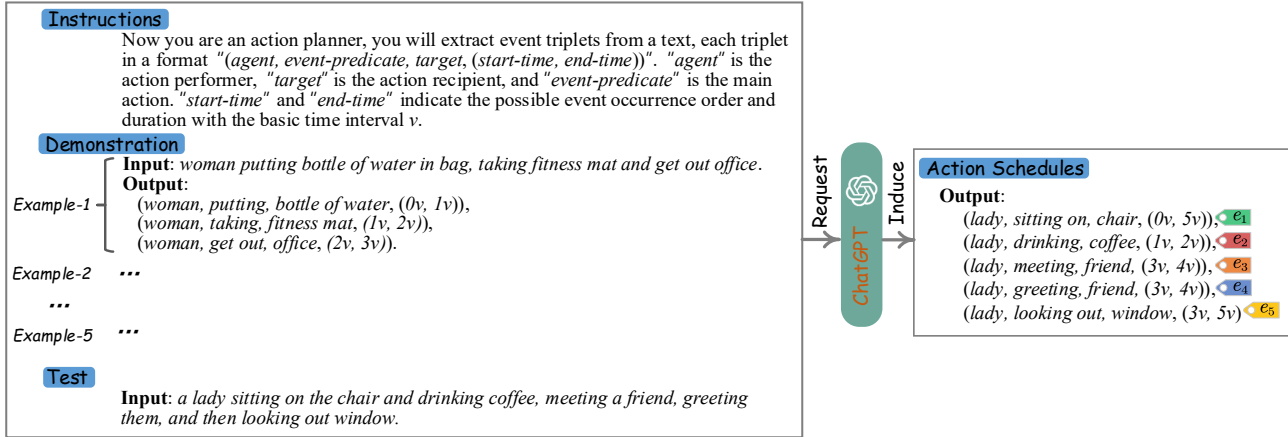 Instructions
Now you are an action planner, you will extract event triplets from a text, each triplet
in a format "(agent, event-predicate, target, (start-time, end-time))". "agent" is the
action performer, "target" is the action recipient, and "event-predicate" is the main
action. "start-time" and "end-time" indicate the possible event occurrence order and
duration with the basic time interval v.
Demonstration
Example-1
Input: woman putting bottle of water in bag, taking fitness mat and get out office.
Output:
(woman, putting, bottle of water, (0v, 1v)),
(woman, taking, fitness mat, (1v, 2v)),
(woman, get out, office, (2v, 3v)).
Example-2 ...
...
Example-5 ...
Test
Input: a lady sitting on the chair and drinking coffee, meeting a friend, greeting
them, and then looking out window.
Request
ChatGPT
Induce
Action Schedules
Output:
(lady, sitting on, chair, (0v, 5v)), e1
(lady, drinking, coffee, (1v, 2v)), e2
(lady, meeting, friend, (3v, 4v)), e3
(lady, greeting, friend, (3v, 4v)), e4
(lady, looking out, window, (3v, 5v) e5